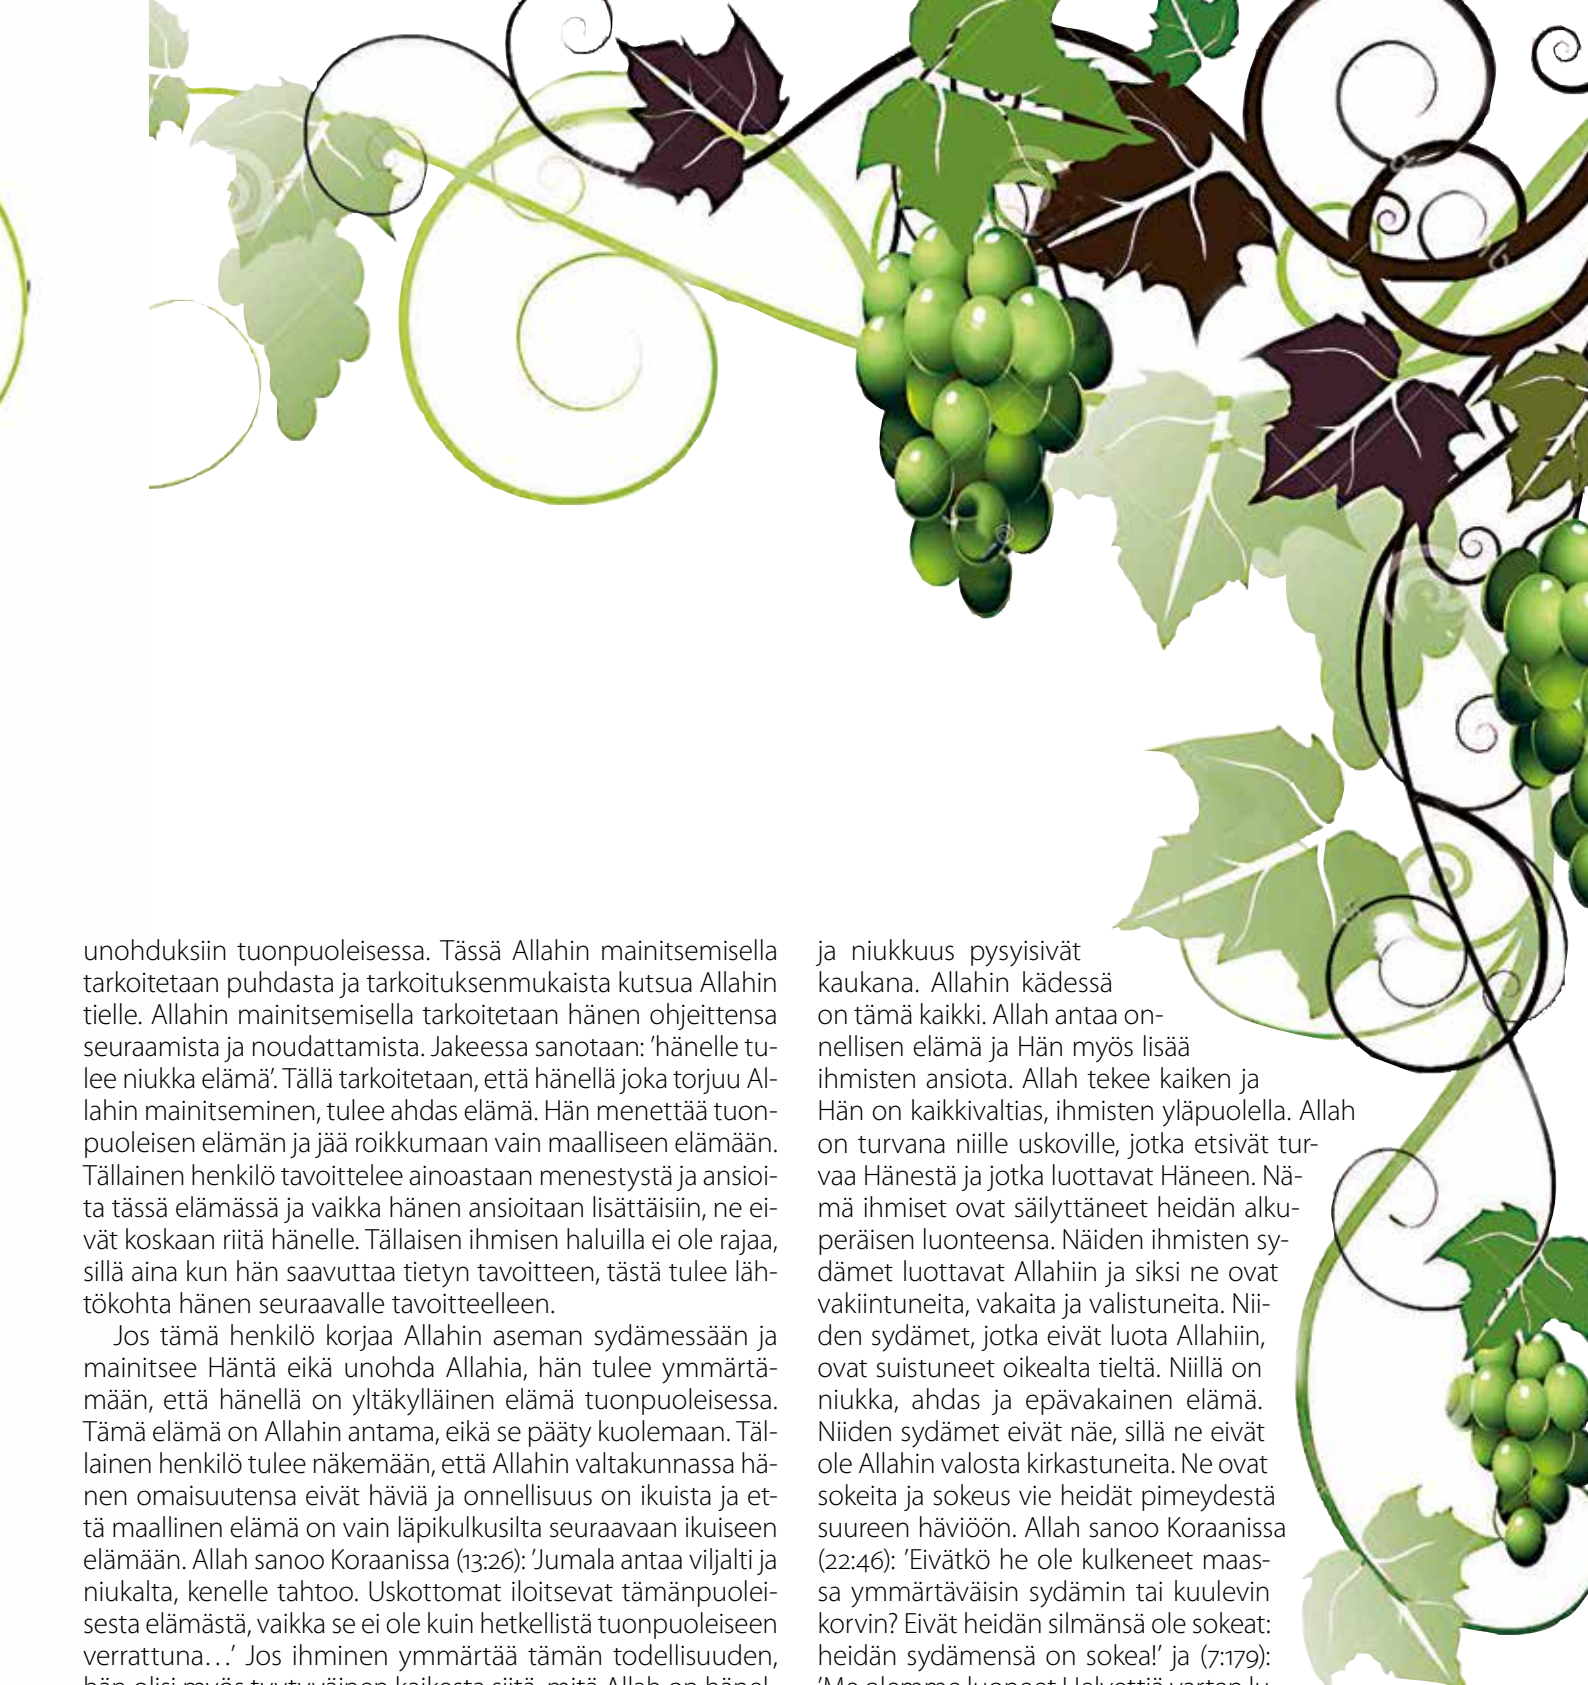 unohduksiin tuonpuoleisessa. Tässä Allahin mainitsemisella
tarkoitetaan puhdasta ja tarkoituksenmukaista kutsua Allahin
tielle. Allahin mainitsemisella tarkoitetaan hänen ohjeittensa
seuraamista ja noudattamista. Jakeessa sanotaan: ’hänelle tu-
lee niukka elämä’. Tällä tarkoitetaan, että hänellä joka torjuu Al-
lahin mainitseminen, tulee ahdas elämä. Hän menettää tuon-
puoleisen elämän ja jää roikkumaan vain maalliseen elämään.
Tällainen henkilö tavoittelee ainoastaan menestystä ja ansioi-
ta tässä elämässä ja vaikka hänen ansioitaan lisättäisiin, ne ei-
vät koskaan riitä hänelle. Tällaisen ihmisen haluilla ei ole rajaa,
sillä aina kun hän saavuttaa tietyn tavoitteen, tästä tulee läh-
tökohta hänen seuraavalle tavoitteelleen.
Jos tämä henkilö korjaa Allahin aseman sydämessään ja
mainitsee Häntä eikä unohda Allahia, hän tulee ymmärtä-
mään, että hänellä on yltäkylläinen elämä tuonpuoleisessa.
Tämä elämä on Allahin antama, eikä se pääty kuolemaan. Täl-
lainen henkilö tulee näkemään, että Allahin valtakunnassa hä-
nen omaisuutensa eivät häviä ja onnellisuus on ikuista ja et-
tä maallinen elämä on vain läpikulkusilta seuraavaan ikuiseen
elämään. Allah sanoo Koraanissa (13:26): ’Jumala antaa viljalti ja
niukalta, kenelle tahtoo. Uskottomat iloitsevat tämänpuolei-
sesta elämästä, vaikka se ei ole kuin hetkellistä tuonpuoleiseen
verrattuna…’ Jos ihminen ymmärtää tämän todellisuuden,
hän olisi myös tyytyväinen kaikesta siitä, mitä Allah on hänel-
ja niukkuus pysyisivät
kaukana. Allahin kädessä
on tämä kaikki. Allah antaa on-
nellisen elämä ja Hän myös lisää
ihmisten ansiota. Allah tekee kaiken ja
Hän on kaikkivaltias, ihmisten yläpuolella. Allah
on turvana niille uskoville, jotka etsivät tur-
vaa Hänestä ja jotka luottavat Häneen. Nä-
mä ihmiset ovat säilyttäneet heidän alku-
peräisen luonteensa. Näiden ihmisten sy-
dämet luottavat Allahiin ja siksi ne ovat
vakiintuneita, vakaita ja valistuneita. Nii-
den sydämet, jotka eivät luota Allahiin,
ovat suistuneet oikealta tieltä. Niillä on
niukka, ahdas ja epävakainen elämä.
Niiden sydämet eivät näe, sillä ne eivät
ole Allahin valosta kirkastuneita. Ne ovat
sokeita ja sokeus vie heidät pimeydestä
suureen häviöön. Allah sanoo Koraanissa
(22:46): ’Eivätkö he ole kulkeneet maas-
sa ymmärtäväisin sydämin tai kuulevin
korvin? Eivät heidän silmänsä ole sokeat:
heidän sydämensä on sokea!’ ja (7:179):
’Me olemme luoneet Helvettiä varten lu-